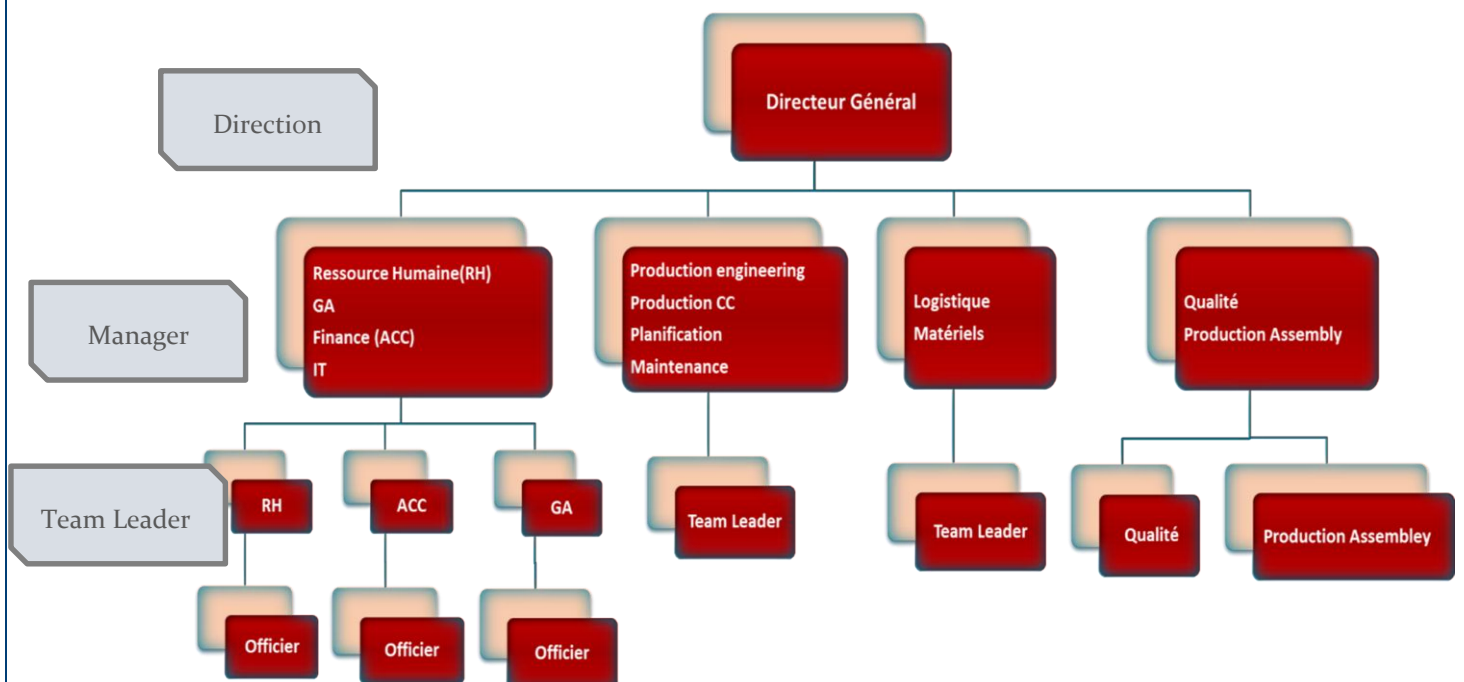 Directeur Général
Direction
Ressource Humaine(RH)
GA
Finance (ACC)
IT
Production engineering
Production CC
Planification
Maintenance
Logistique
Matériels
Qualité
Production Assembly
Manager
RH
ACC
GA
Team Leader
Team Leader
Qualité
Production Assembley
Team Leader
Officier
Officier
Officier